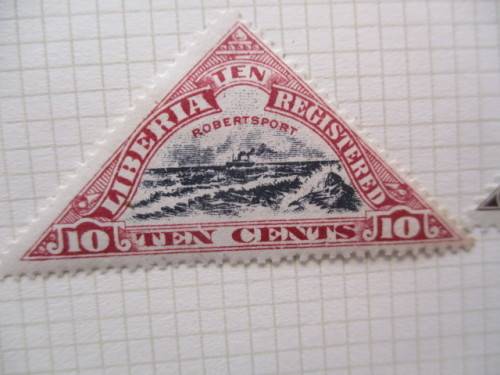 TEN
LIBERIA
REGISTERED
ROBERTSPORT
10
TEN CENTS
10